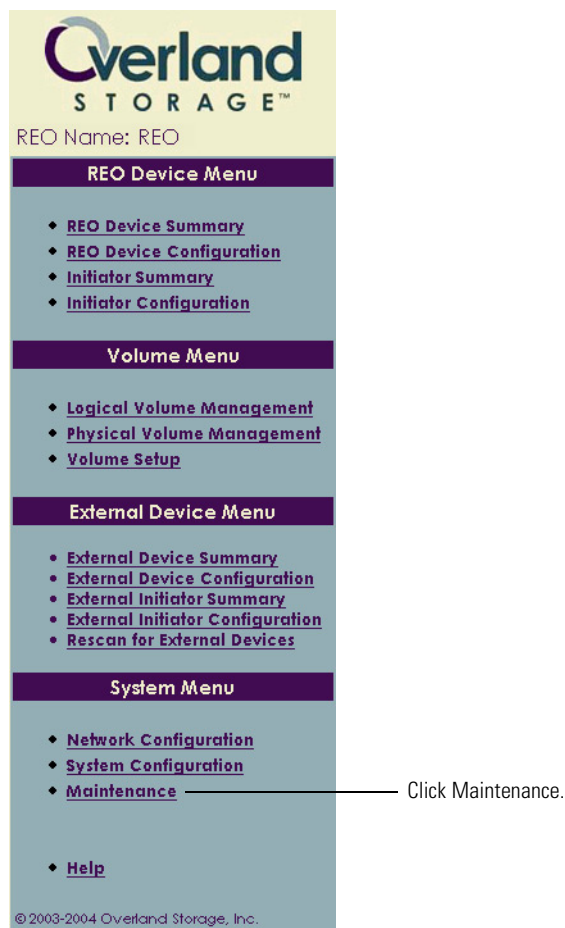 Overland
STORAGE™
REO Name: REO
REO Device Menu
REO Device Summary
REO Device Configuration
Initiator Summary
Initiator Configuration
Volume Menu
Logical Volume Management
Physical Volume Management
Volume Setup
External Device Menu
External Device Summary
External Device Configuration
External Initiator Summary
External Initiator Configuration
Rescan for External Devices
System Menu
Network Configuration
System Configuration
Maintenance
Click Maintenance.
Help
© 2003-2004 Overland Storage, Inc.